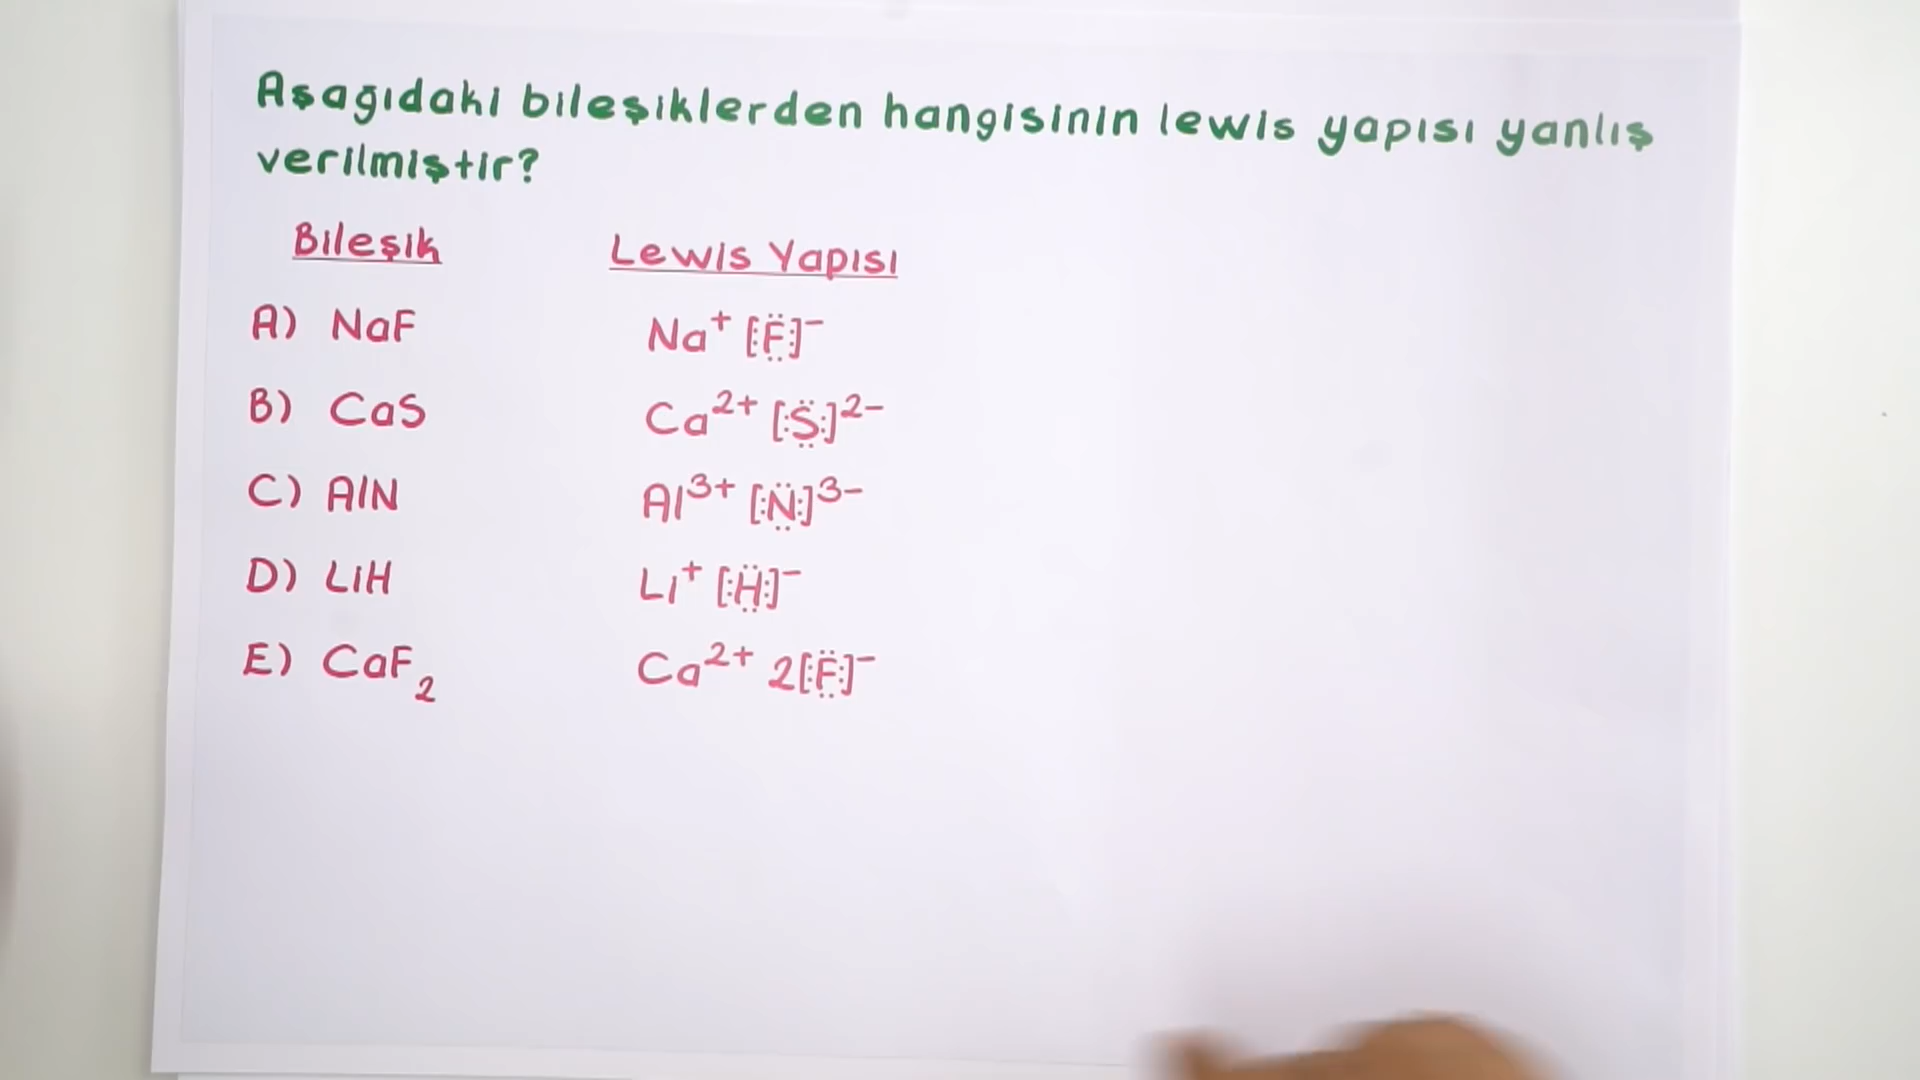 Aşağıdaki bileşiklerden hangisinin lewis yapısı yanlış
verilmiştir?
Bileşik Lewis Yapısı
A) NaF Na⁺ [:F̤̈:]⁻
B) CaS Ca²⁺ [:S̤̈:]²⁻
C) AlN Al³⁺ [:N̤̈:]³⁻
D) LiH Li⁺ [:Ḧ̤:]⁻
E) CaF₂ Ca²⁺ 2[:F̤̈:]⁻